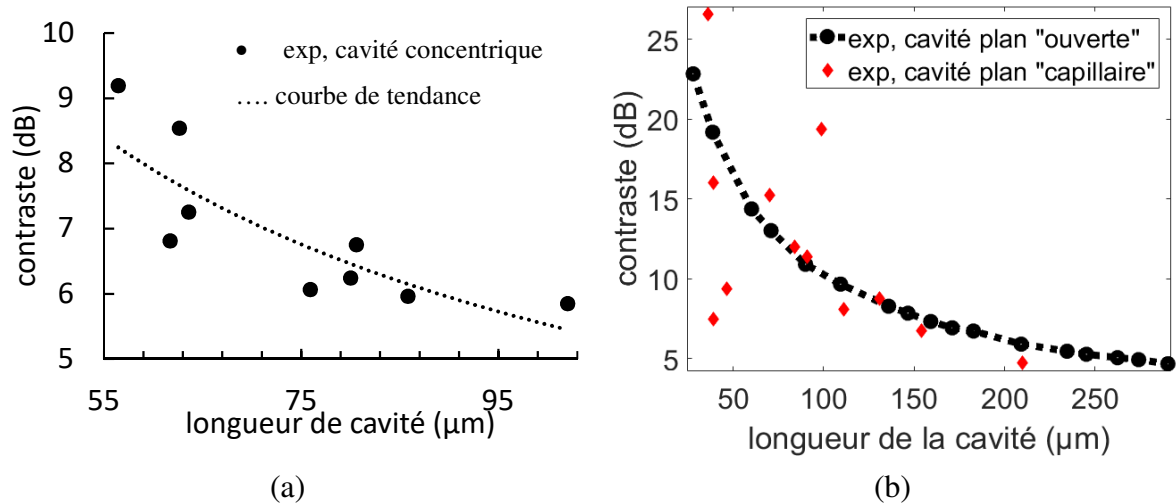 10
9
8
7
6
5
contraste (dB)
exp, cavité concentrique
.... courbe de tendance
55 75 95
longueur de cavité (µm)
(a)
25
20
15
10
5
contraste (dB)
exp, cavité plan "ouverte"
exp, cavité plan "capillaire"
50 100 150 200 250
longueur de la cavité (µm)
(b)